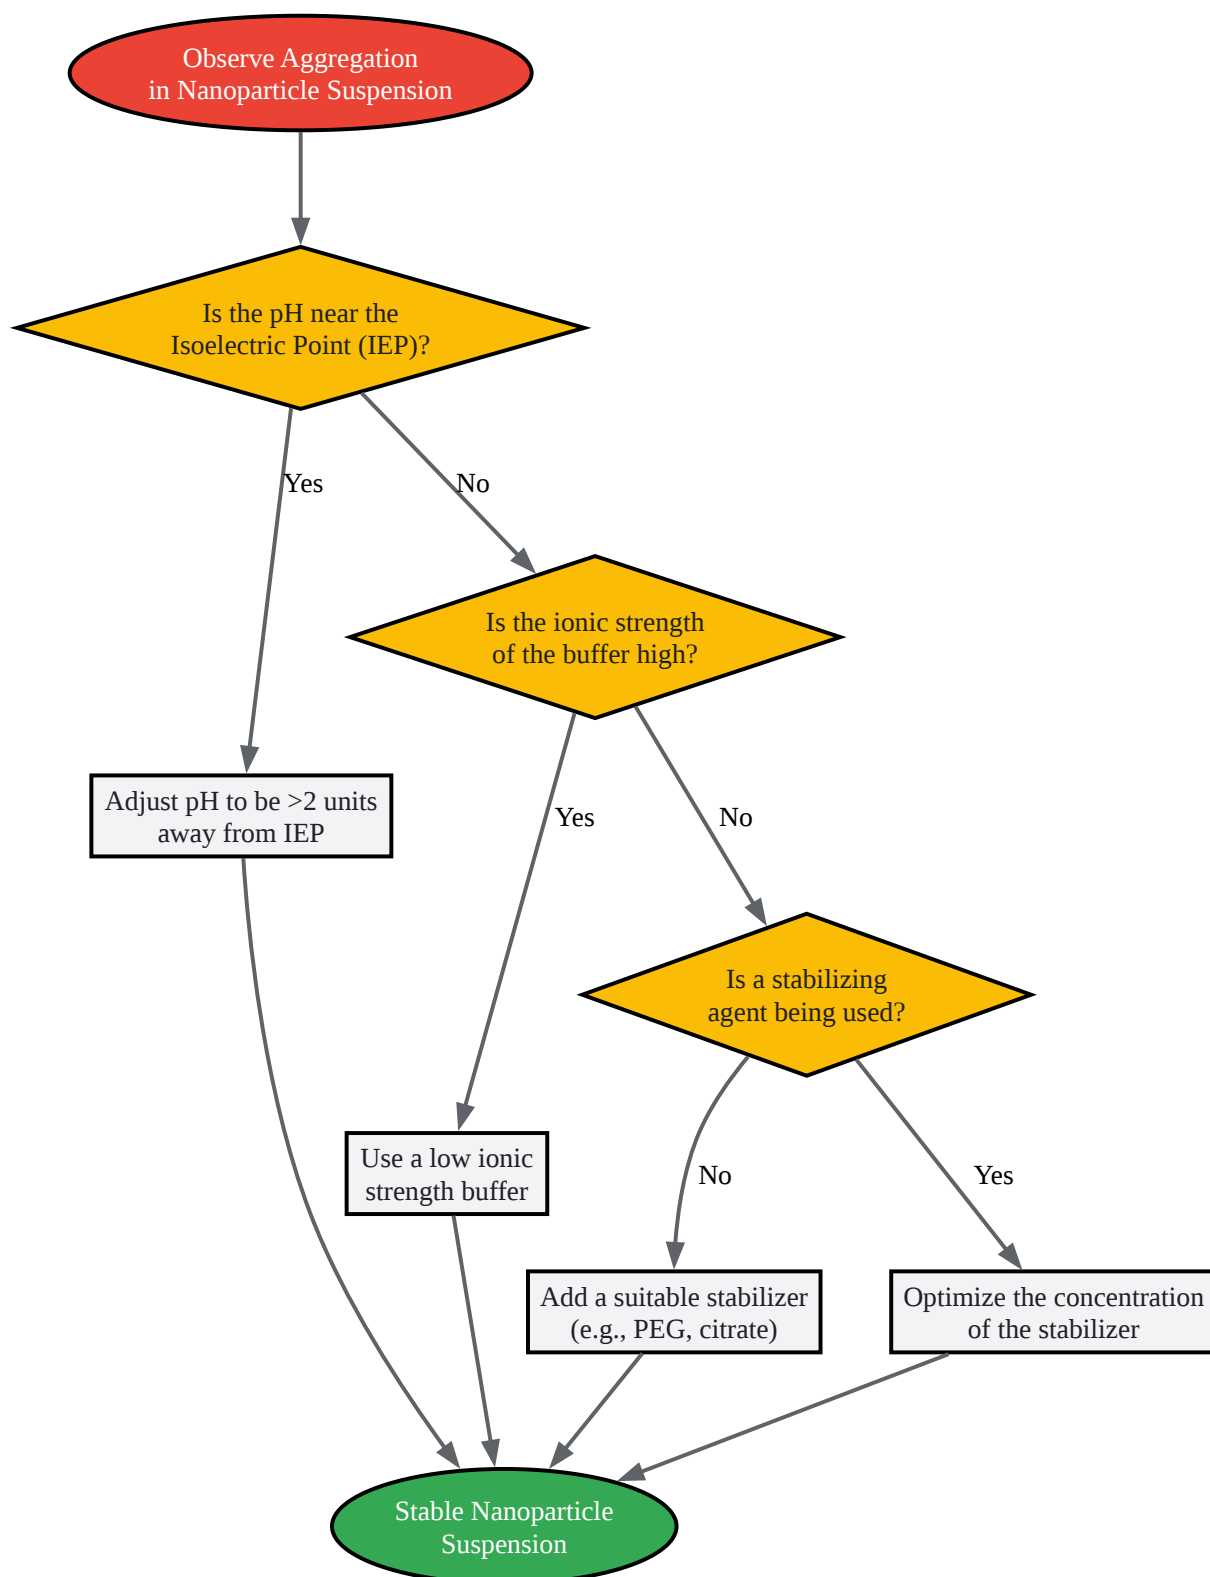 Observe Aggregation
in Nanoparticle Suspension
Is the pH near the
Isoelectric Point (IEP)?
Yes
No
Is the ionic strength
of the buffer high?
Adjust pH to be >2 units
away from IEP
Yes
No
Is a stabilizing
agent being used?
Use a low ionic
strength buffer
No
Yes
Add a suitable stabilizer
(e.g., PEG, citrate)
Optimize the concentration
of the stabilizer
Stable Nanoparticle
Suspension